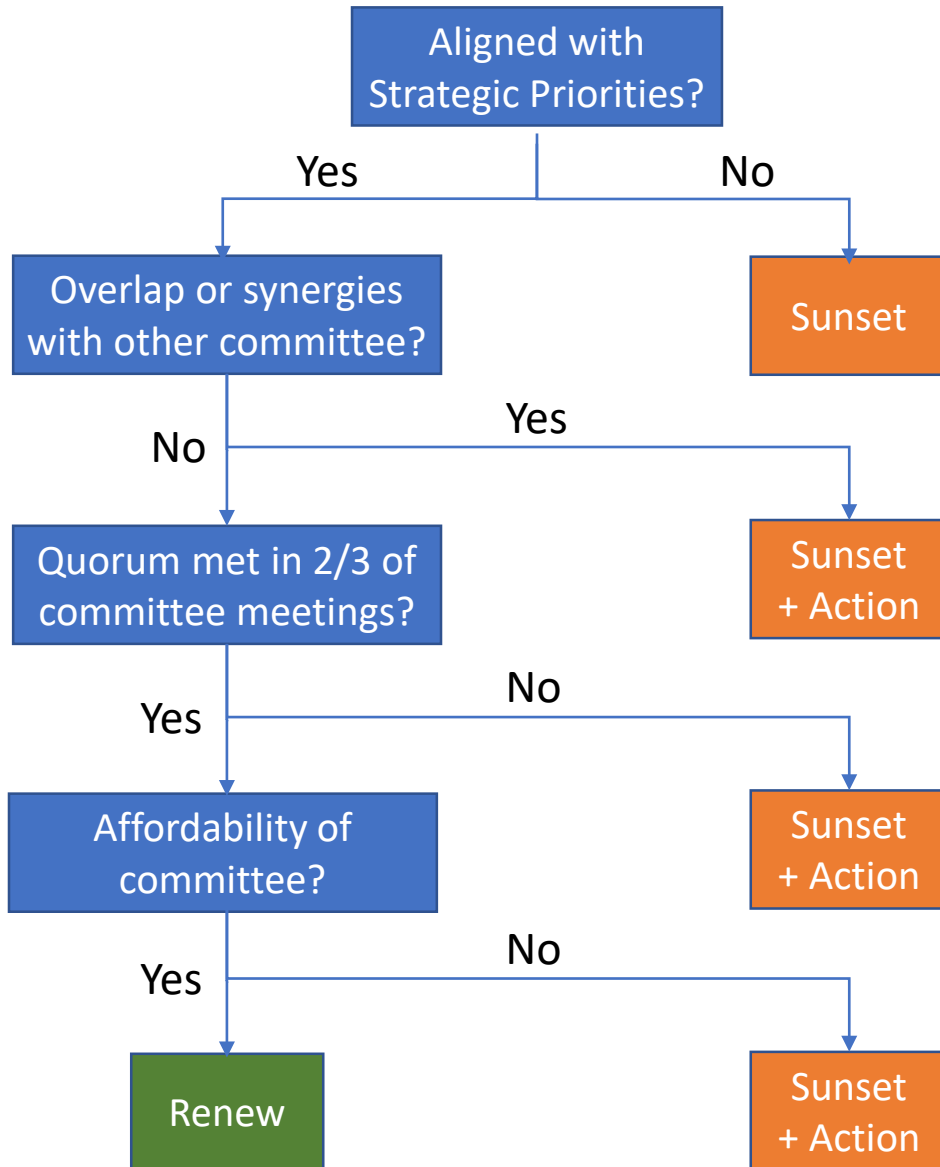 Aligned with
Strategic Priorities?
Yes
No
Overlap or synergies
with other committee?
Sunset
No
Yes
Quorum met in 2/3 of
committee meetings?
Sunset
+ Action
Yes
No
Affordability of
committee?
Sunset
+ Action
Yes
No
Renew
Sunset
+ Action